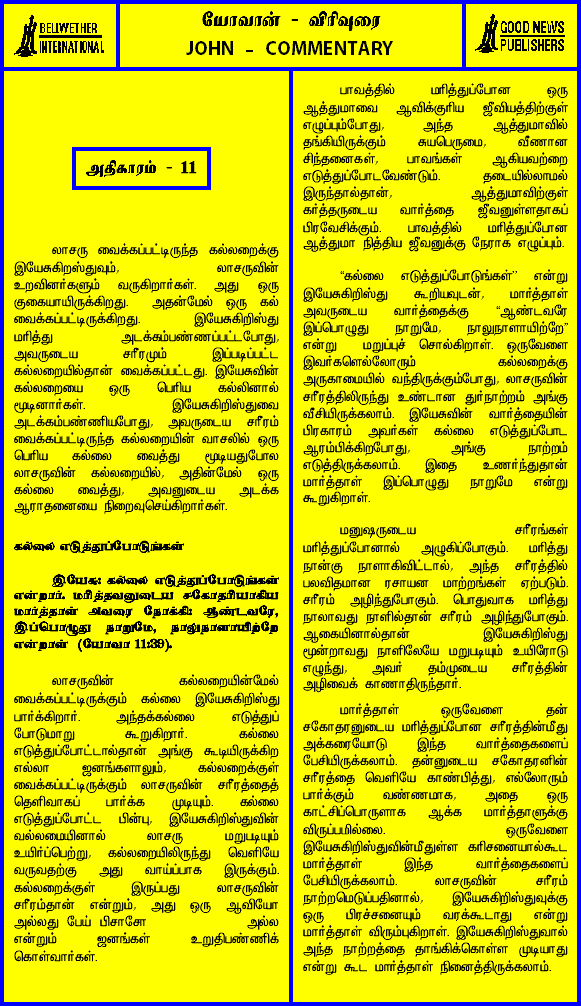 BELWETHER
INTERNATIONAL
யோவான் - விரிவுரை
JOHN - COMMENTARY
GOOD NEWS
PUBLISHERS
அதிகாரம் - 11
லாசரு வைக்கப்பட்டிருந்த கல்லறைக்கு
இயேசுகிறஸ்துவும், லாசருவின்
உறவினர்களும் வருகிறார்கள். அது ஒரு
குகையாயிருக்கிறது. அதன்மேல் ஒரு கல்
வைக்கப்பட்டிருக்கிறது. இயேசுகிறிஸ்து
மரித்து அடக்கம்பண்ணப்பட்டபோது,
அவருடைய சரீரமும் இப்படிப்பட்ட
கல்லறையில்தான் வைக்கப்பட்டது. இயேசுவின்
கல்லறையை ஒரு பெரிய கல்லினால்
மூடினார்கள். இயேசுகிறிஸ்துவை
அடக்கம்பண்ணியபோது, அவருடைய சரீரம்
வைக்கப்பட்டிருந்த கல்லறையின் வாசலில் ஒரு
பெரிய கல்லை வைத்து மூடியதுபோல
லாசருவின் கல்லறையில், அதின்மேல் ஒரு
கல்லை வைத்து, அவனுடைய அடக்க
ஆராதனையை நிறைவுசெய்கிறார்கள்.
கல்லை எடுத்துப்போடுங்கள்
இயேசு: கல்லை எடுத்துப்போடுங்கள்
என்றார். மரித்தவனுடைய சகோதரியாகிய
மார்த்தாள் அவரை நோக்கி: ஆண்டவரே,
இப்பொழுது நாறுமே, நாலுநாளாயிற்றே
என்றாள் (யோவா 11:39).
லாசருவின் கல்லறையின்மேல்
வைக்கப்பட்டிருக்கும் கல்லை இயேசுகிறிஸ்து
பார்க்கிறார். அந்தக்கல்லை எடுத்துப்
போடுமாறு கூறுகிறார். கல்லை
எடுத்துப்போட்டால்தான் அங்கு கூடியிருக்கிற
எல்லா ஜனங்களாலும், கல்லறைக்குள்
வைக்கப்பட்டிருக்கும் லாசருவின் சரீரத்தைத்
தெளிவாகப் பார்க்க முடியும். கல்லை
எடுத்துப்போட்ட பின்பு, இயேசுகிறிஸ்துவின்
வல்லமையினால் லாசரு மறுபடியும்
உயிர்ப்பெற்று, கல்லறையிலிருந்து வெளியே
வருவதற்கு அது வாய்ப்பாக இருக்கும்.
கல்லறைக்குள் இருப்பது லாசருவின்
சரீரம்தான் என்றும், அது ஒரு ஆவியோ
அல்லது பேய் பிசாசோ அல்ல
என்றும் ஜனங்கள் உறுதிபண்ணிக்
கொள்வார்கள்.
பாவத்தில் மரித்துப்போன ஒரு
ஆத்துமாவை ஆவிக்குரிய ஜீவியத்திற்குள்
எழுப்பும்போது, அந்த ஆத்துமாவில்
தங்கியிருக்கும் சுயபெருமை, வீணான
சிந்தனைகள், பாவங்கள் ஆகியவற்றை
எடுத்துப்போடவேண்டும். தடையில்லாமல்
இருந்தால்தான், ஆத்துமாவிற்குள்
கர்த்தருடைய வார்த்தை ஜீவனுள்ளதாகப்
பிரவேசிக்கும். பாவத்தில் மரித்துப்போன
ஆத்துமா நித்திய ஜீவனுக்கு நேராக எழும்பும்.
“கல்லை எடுத்துப்போடுங்கள்” என்று
இயேசுகிறிஸ்து கூறியவுடன், மார்த்தாள்
அவருடைய வார்த்தைக்கு “ஆண்டவரே
இப்பொழுது நாறுமே, நாலுநாளாயிற்றே”
என்று மறுப்புச் சொல்கிறாள். ஒருவேளை
இவர்களெல்லோரும் கல்லறைக்கு
அருகாமையில் வந்திருக்கும்போது, லாசருவின்
சரீரத்திலிருந்து உண்டான துர்நாற்றம் அங்கு
வீசியிருக்கலாம். இயேசுவின் வார்த்தையின்
பிரகாரம் அவர்கள் கல்லை எடுத்துப்போட
ஆரம்பிக்கிறபோது, அங்கு நாற்றம்
எடுத்திருக்கலாம். இதை உணர்ந்துதான்
மார்த்தாள் இப்பொழுது நாறுமே என்று
கூறுகிறாள்.
மனுஷருடைய சரீரங்கள்
மரித்துப்போனால் அழுகிப்போகும். மரித்து
நான்கு நாளாகிவிட்டால், அந்த சரீரத்தில்
பலவிதமான ரசாயன மாற்றங்கள் ஏற்படும்.
சரீரம் அழிந்துபோகும். பொதுவாக மரித்து
நாலாவது நாளில்தான் சரீரம் அழிந்துபோகும்.
ஆகையினால்தான் இயேசுகிறிஸ்து
மூன்றாவது நாளிலேயே மறுபடியும் உயிரோடு
எழுந்து, அவர் தம்முடைய சரீரத்தின்
அழிவைக் காணாதிருந்தார்.
மார்த்தாள் ஒருவேளை தன்
சகோதரனுடைய மரித்துப்போன சரீரத்தின்மீது
அக்கரையோடு இந்த வார்த்தைகளைப்
பேசியிருக்கலாம். தன்னுடைய சகோதரனின்
சரீரத்தை வெளியே காண்பித்து, எல்லோரும்
பார்க்கும் வண்ணமாக, அதை ஒரு
காட்சிப்பொருளாக ஆக்க மார்த்தாளுக்கு
விருப்பமில்லை. ஒருவேளை
இயேசுகிறிஸ்துவின்மீதுள்ள கரிசனையால்கூட
மார்த்தாள் இந்த வார்த்தைகளைப்
பேசியிருக்கலாம். லாசருவின் சரீரம்
நாற்றமெடுப்பதினால், இயேசுகிறிஸ்துவுக்கு
ஒரு பிரச்சனையும் வரக்கூடாது என்று
மார்த்தாள் விரும்புகிறாள். இயேசுகிறிஸ்துவால்
அந்த நாற்றத்தை தாங்கிக்கொள்ள முடியாது
என்று கூட மார்த்தாள் நினைத்திருக்கலாம்.